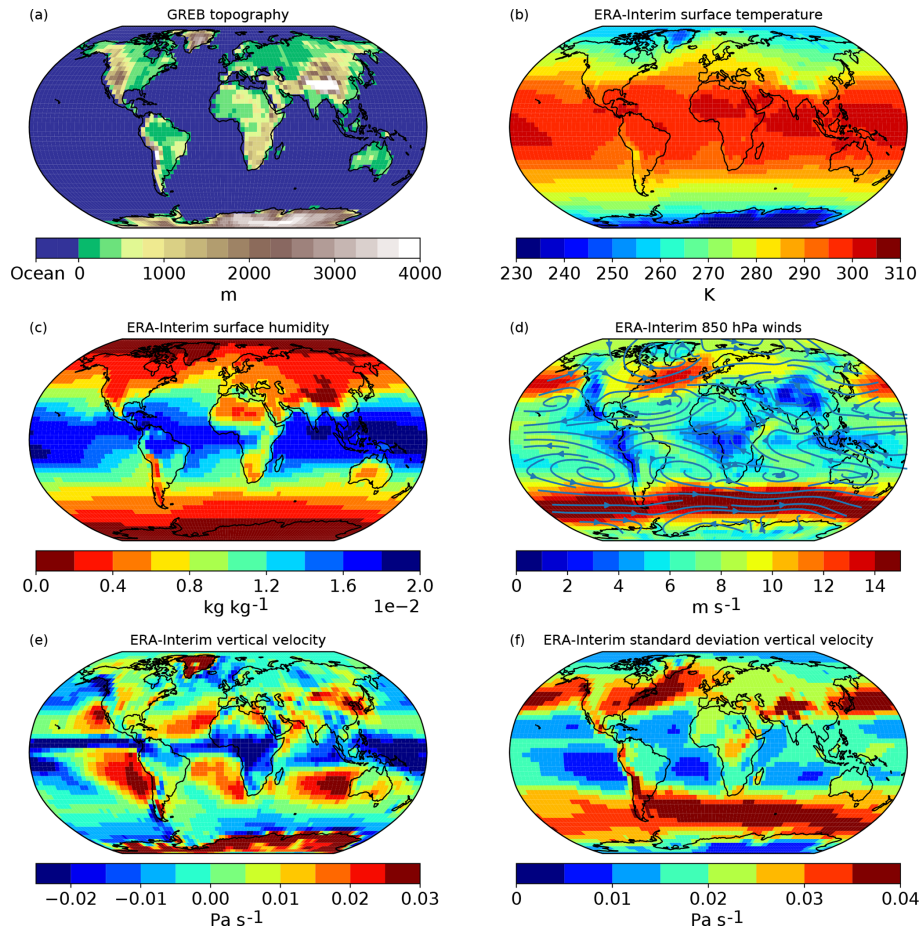 (a) GREB topography
(b) ERA-Interim surface temperature
Ocean 0 1000 2000 3000 4000
m
230 240 250 260 270 280 290 300 310
K
(c) ERA-Interim surface humidity
(d) ERA-Interim 850 hPa winds
0.0 0.4 0.8 1.2 1.6 2.0
kg kg⁻¹ 1e−2
0 2 4 6 8 10 12 14
m s⁻¹
(e) ERA-Interim vertical velocity
(f) ERA-Interim standard deviation vertical velocity
−0.02 −0.01 0.00 0.01 0.02 0.03
Pa s⁻¹
0 0.01 0.02 0.03 0.04
Pa s⁻¹